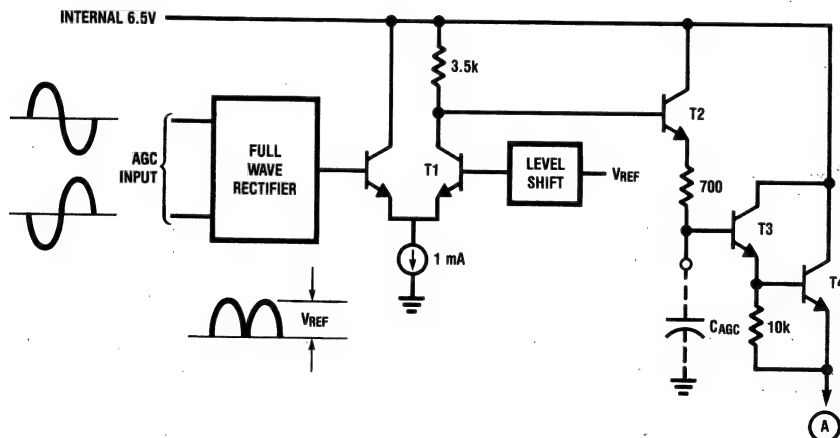 INTERNAL 6.5V
3.5k
T2
AGC
INPUT
FULL
WAVE
RECTIFIER
T1
LEVEL
SHIFT
VREF
700
T3
1 mA
T4
VREF
CAGC
10k
A